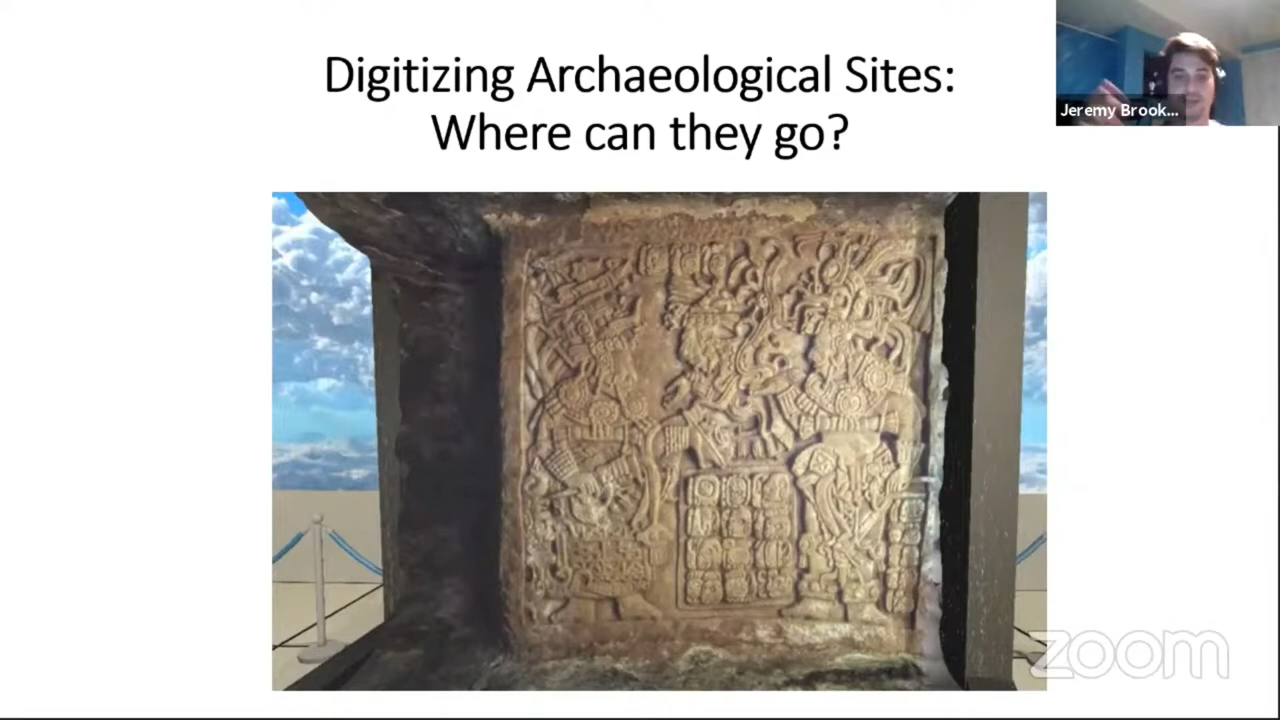 Digitizing Archaeological Sites:
Where can they go?
Jeremy Brook...
zoom